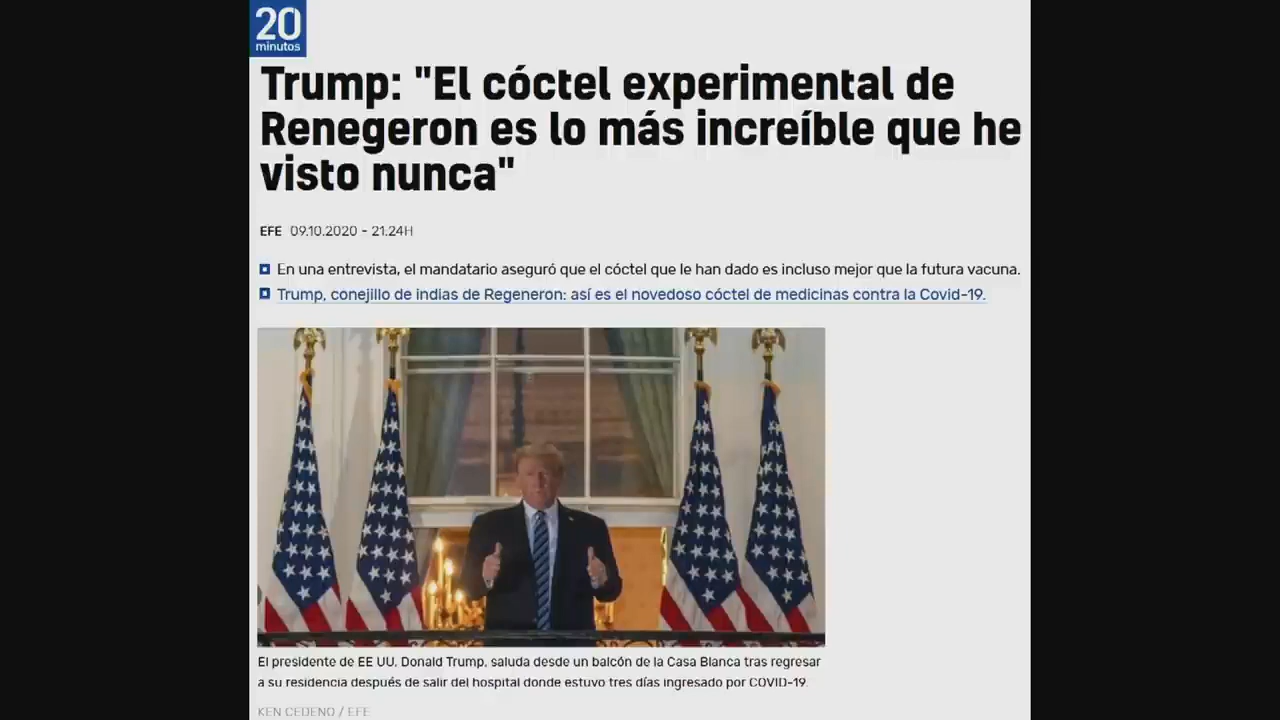 20
minutos
Trump: "El cóctel experimental de
Renegeron es lo más increíble que he
visto nunca"
EFE 09.10.2020 - 21.24H
En una entrevista, el mandatario aseguró que el cóctel que le han dado es incluso mejor que la futura vacuna.
Trump, conejillo de indias de Regeneron: así es el novedoso cóctel de medicinas contra la Covid-19.
El presidente de EE UU, Donald Trump, saluda desde un balcón de la Casa Blanca tras regresar
a su residencia después de salir del hospital donde estuvo tres días ingresado por COVID-19.
KEN CEDENO / EFE